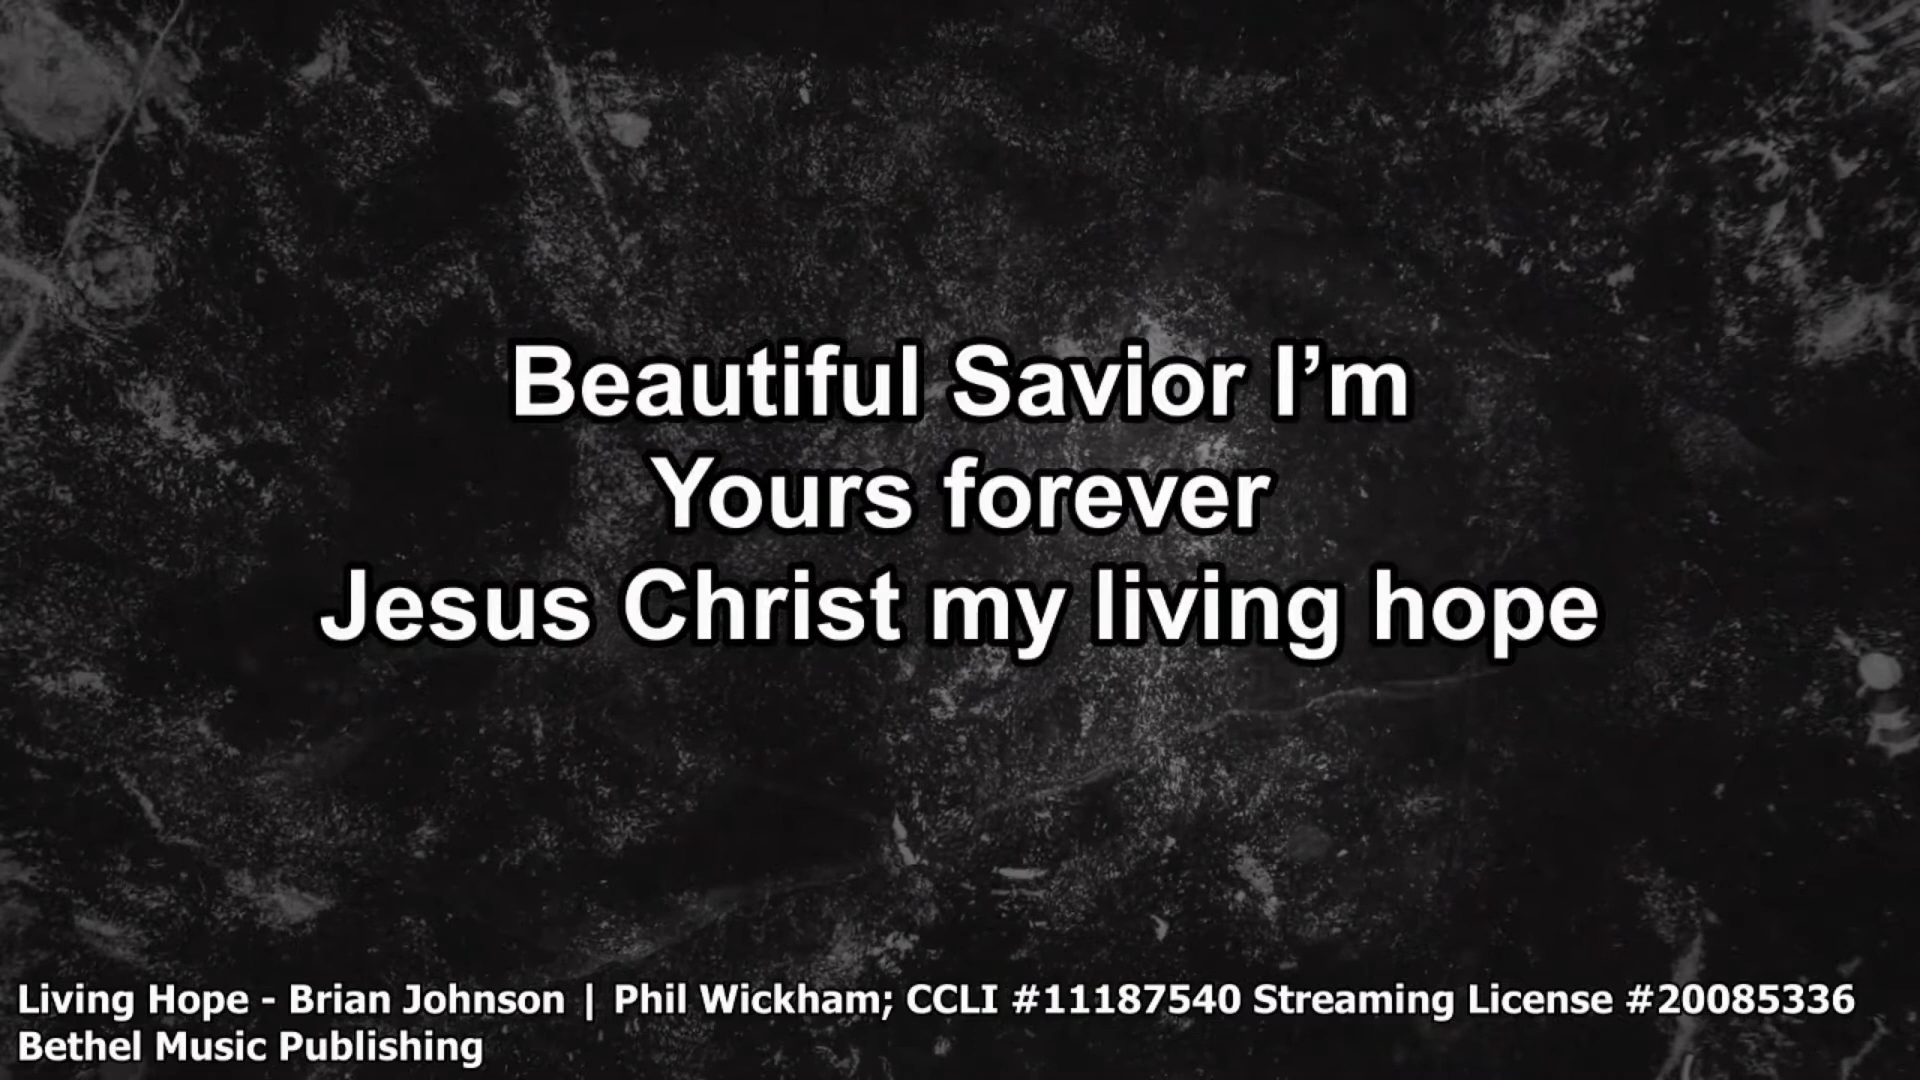 Beautiful Savior I’m
Yours forever
Jesus Christ my living hope
Living Hope - Brian Johnson | Phil Wickham; CCLI #11187540 Streaming License #20085336
Bethel Music Publishing